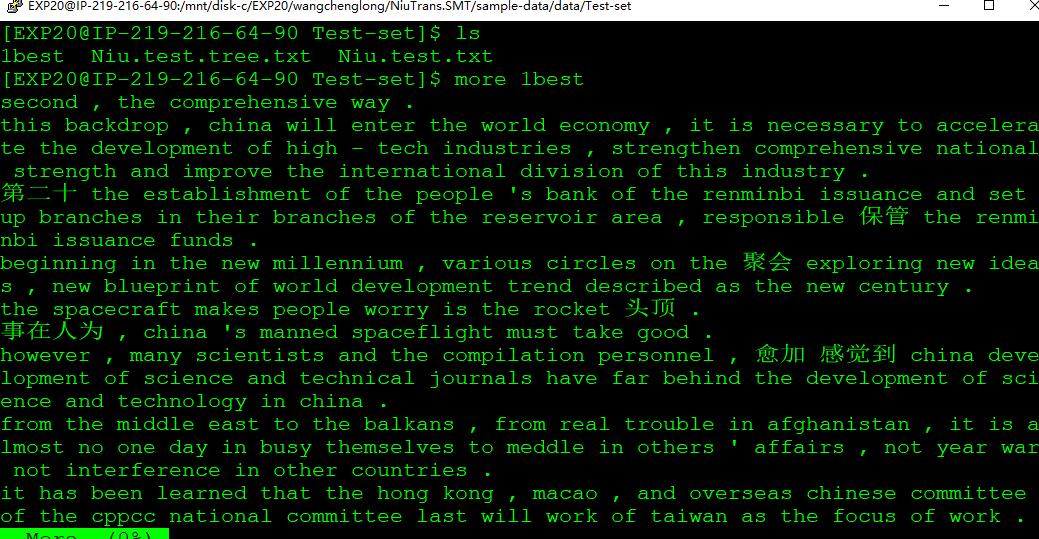 EXP20@IP-219-216-64-90:/mnt/disk-c/EXP20/wangchenglong/NiuTrans.SMT/sample-data/data/Test-set
[EXP20@IP-219-216-64-90 Test-set]$ ls
1best  Niu.test.tree.txt  Niu.test.txt
[EXP20@IP-219-216-64-90 Test-set]$ more 1best
second , the comprehensive way .
this backdrop , china will enter the world economy , it is necessary to accelera
te the development of high - tech industries , strengthen comprehensive national
 strength and improve the international division of this industry .
第二十 the establishment of the people 's bank of the renminbi issuance and set
up branches in their branches of the reservoir area , responsible 保管 the renmi
nbi issuance funds .
beginning in the new millennium , various circles on the 聚会 exploring new idea
s , new blueprint of world development trend described as the new century .
the spacecraft makes people worry is the rocket 头顶 .
事在人为 , china 's manned spaceflight must take good .
however , many scientists and the compilation personnel , 愈加 感觉到 china deve
lopment of science and technical journals have far behind the development of sci
ence and technology in china .
from the middle east to the balkans , from real trouble in afghanistan , it is a
lmost no one day in busy themselves to meddle in others ' affairs , not year war
 not interference in other countries .
it has been learned that the hong kong , macao , and overseas chinese committee
of the cppcc national committee last will work of taiwan as the focus of work .
--More--(0%)